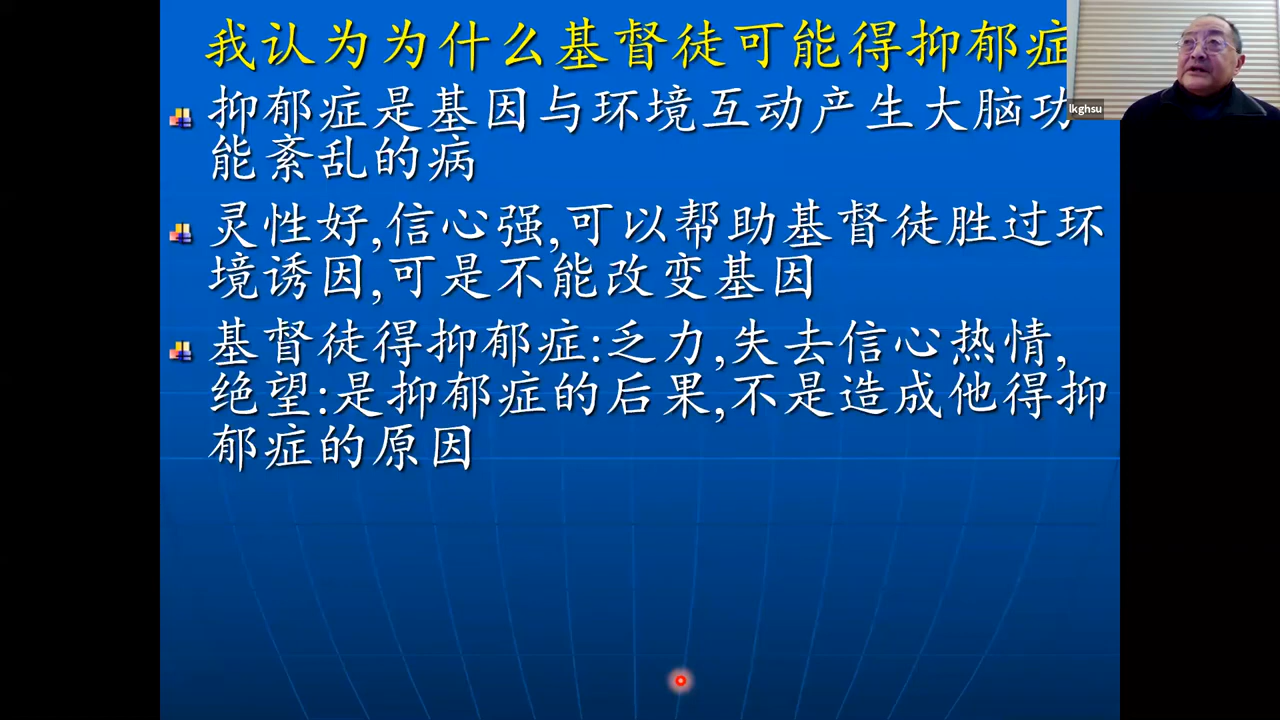 我认为为什么基督徒可能得抑郁症
抑郁症是基因与环境互动产生大脑功
能紊乱的病
灵性好,信心强,可以帮助基督徒胜过环
境诱因,可是不能改变基因
基督徒得抑郁症:乏力,失去信心热情,
绝望:是抑郁症的后果,不是造成他得抑
郁症的原因
lkghsu